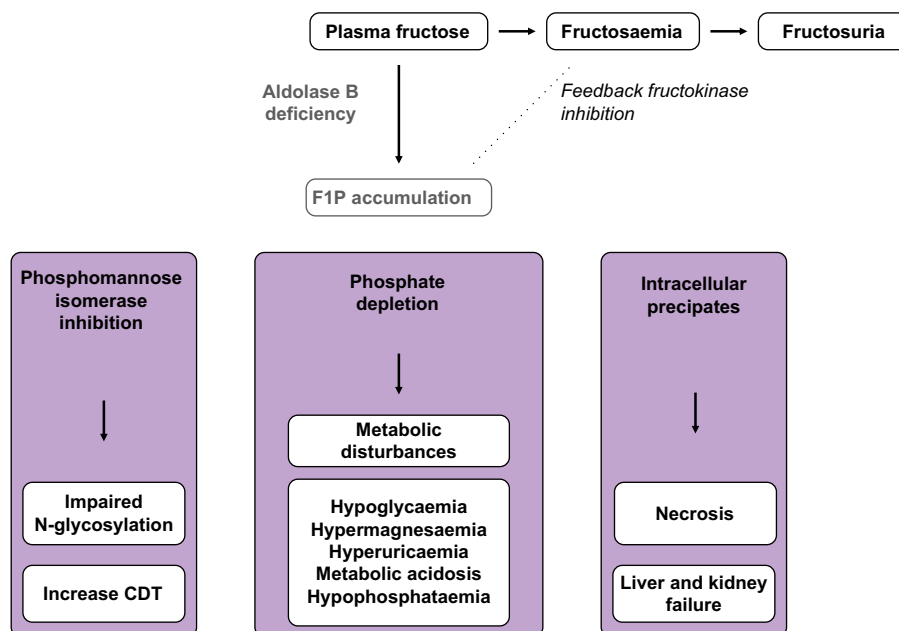 Plasma fructose
Fructosaemia
Fructosuria
Aldolase B
deficiency
Feedback fructokinase
inhibition
F1P accumulation
Phosphomannose
isomerase
inhibition
Impaired
N-glycosylation
Increase CDT
Phosphate
depletion
Metabolic
disturbances
Hypoglycaemia
Hypermagnesaemia
Hyperuricaemia
Metabolic acidosis
Hypophosphataemia
Intracellular
precipates
Necrosis
Liver and kidney
failure